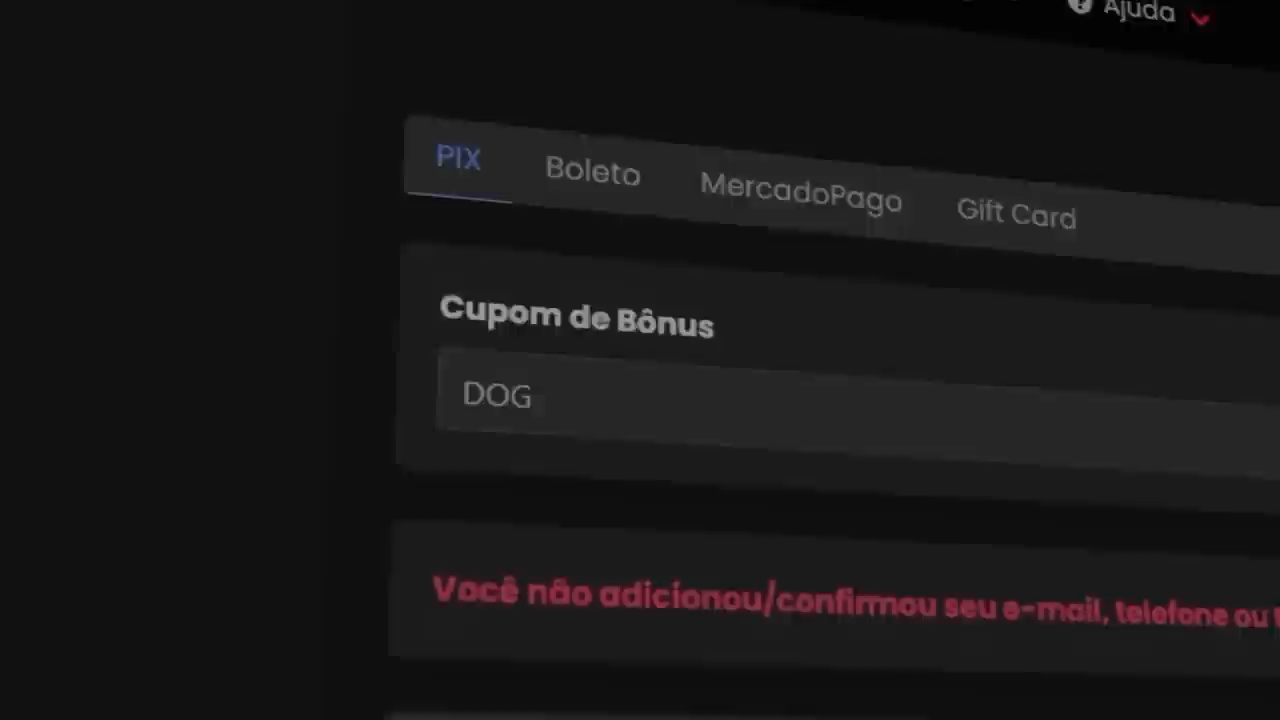 Ajuda
PIX Boleto MercadoPago Gift Card
Cupom de Bônus
DOG
Você não adicionou/confirmou seu e-mail, telefone ou